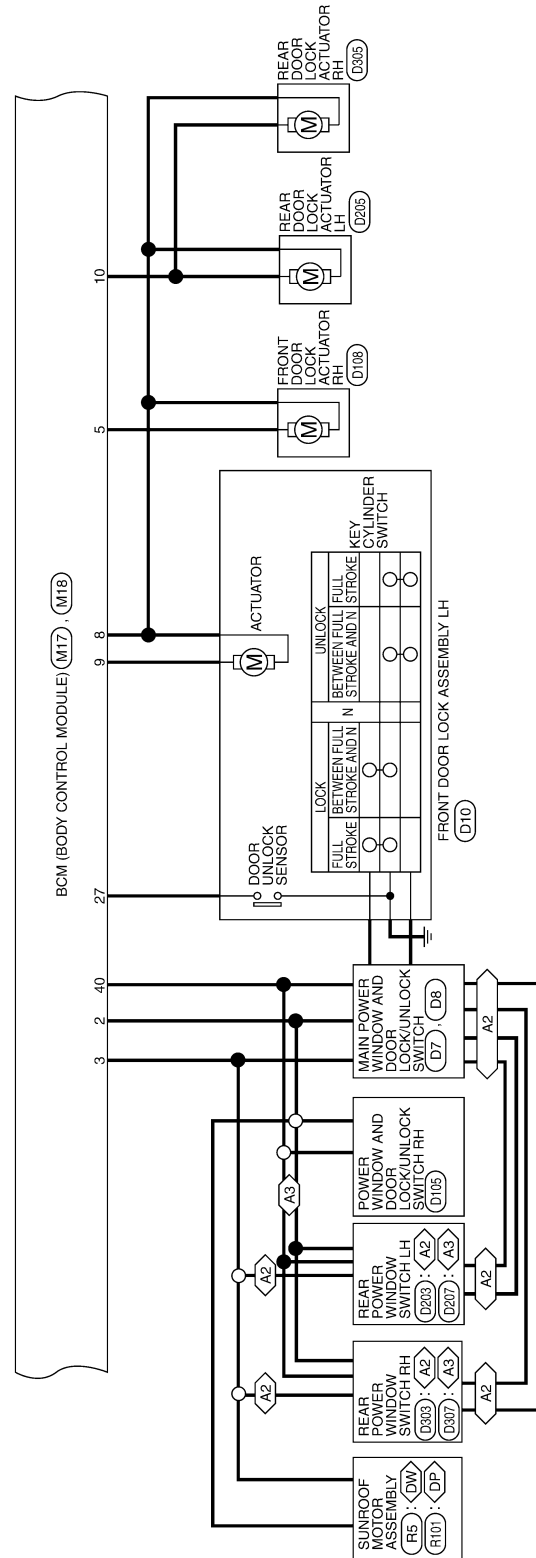 BCM (BODY CONTROL MODULE) M17 , M18
3
2
40
27
9
8
5
10
A2
A2
A3
SUNROOF
MOTOR
ASSEMBLY
R5 : DW
R101 : DP
REAR
POWER
WINDOW
SWITCH RH
D303 : A2
D307 : A3
A2
REAR
POWER
WINDOW
SWITCH LH
D203 : A2
D207 : A3
A2
POWER
WINDOW AND
DOOR
LOCK/UNLOCK
SWITCH RH
D105
MAIN POWER
WINDOW AND
DOOR
LOCK/UNLOCK
SWITCH
D7 , D8
A2
DOOR
UNLOCK
SENSOR
M
ACTUATOR
LOCK
N
UNLOCK
FULL
STROKE
BETWEEN FULL
STROKE AND N
BETWEEN FULL
STROKE AND N
FULL
STROKE
KEY
CYLINDER
SWITCH
FRONT DOOR LOCK ASSEMBLY LH
D10
M
FRONT
DOOR
LOCK
ACTUATOR
RH
D108
M
REAR
DOOR
LOCK
ACTUATOR
LH
D205
M
REAR
DOOR
LOCK
ACTUATOR
RH
D305